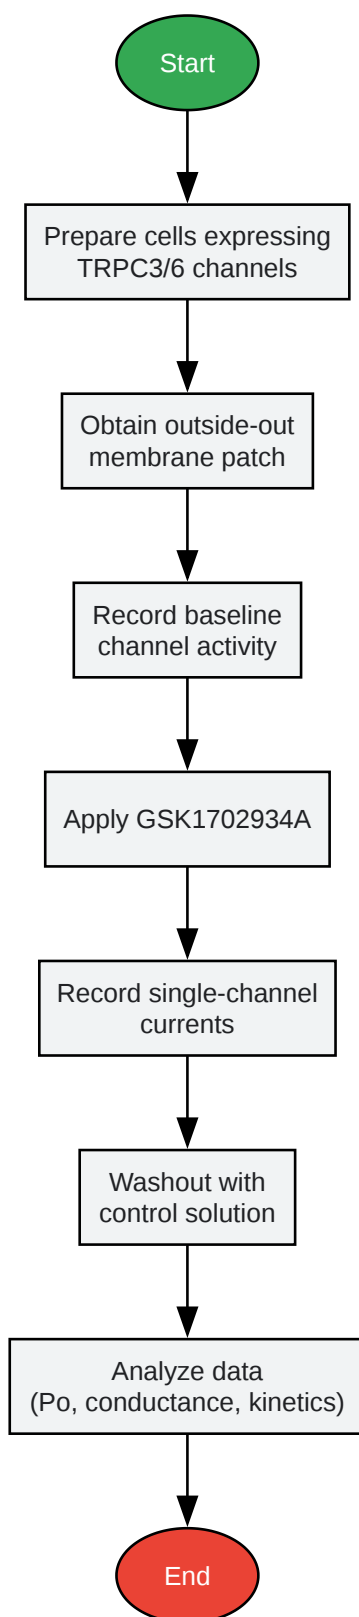 Start
Prepare cells expressing
TRPC3/6 channels
Obtain outside-out
membrane patch
Record baseline
channel activity
Apply GSK1702934A
Record single-channel
currents
Washout with
control solution
Analyze data
(Po, conductance, kinetics)
End